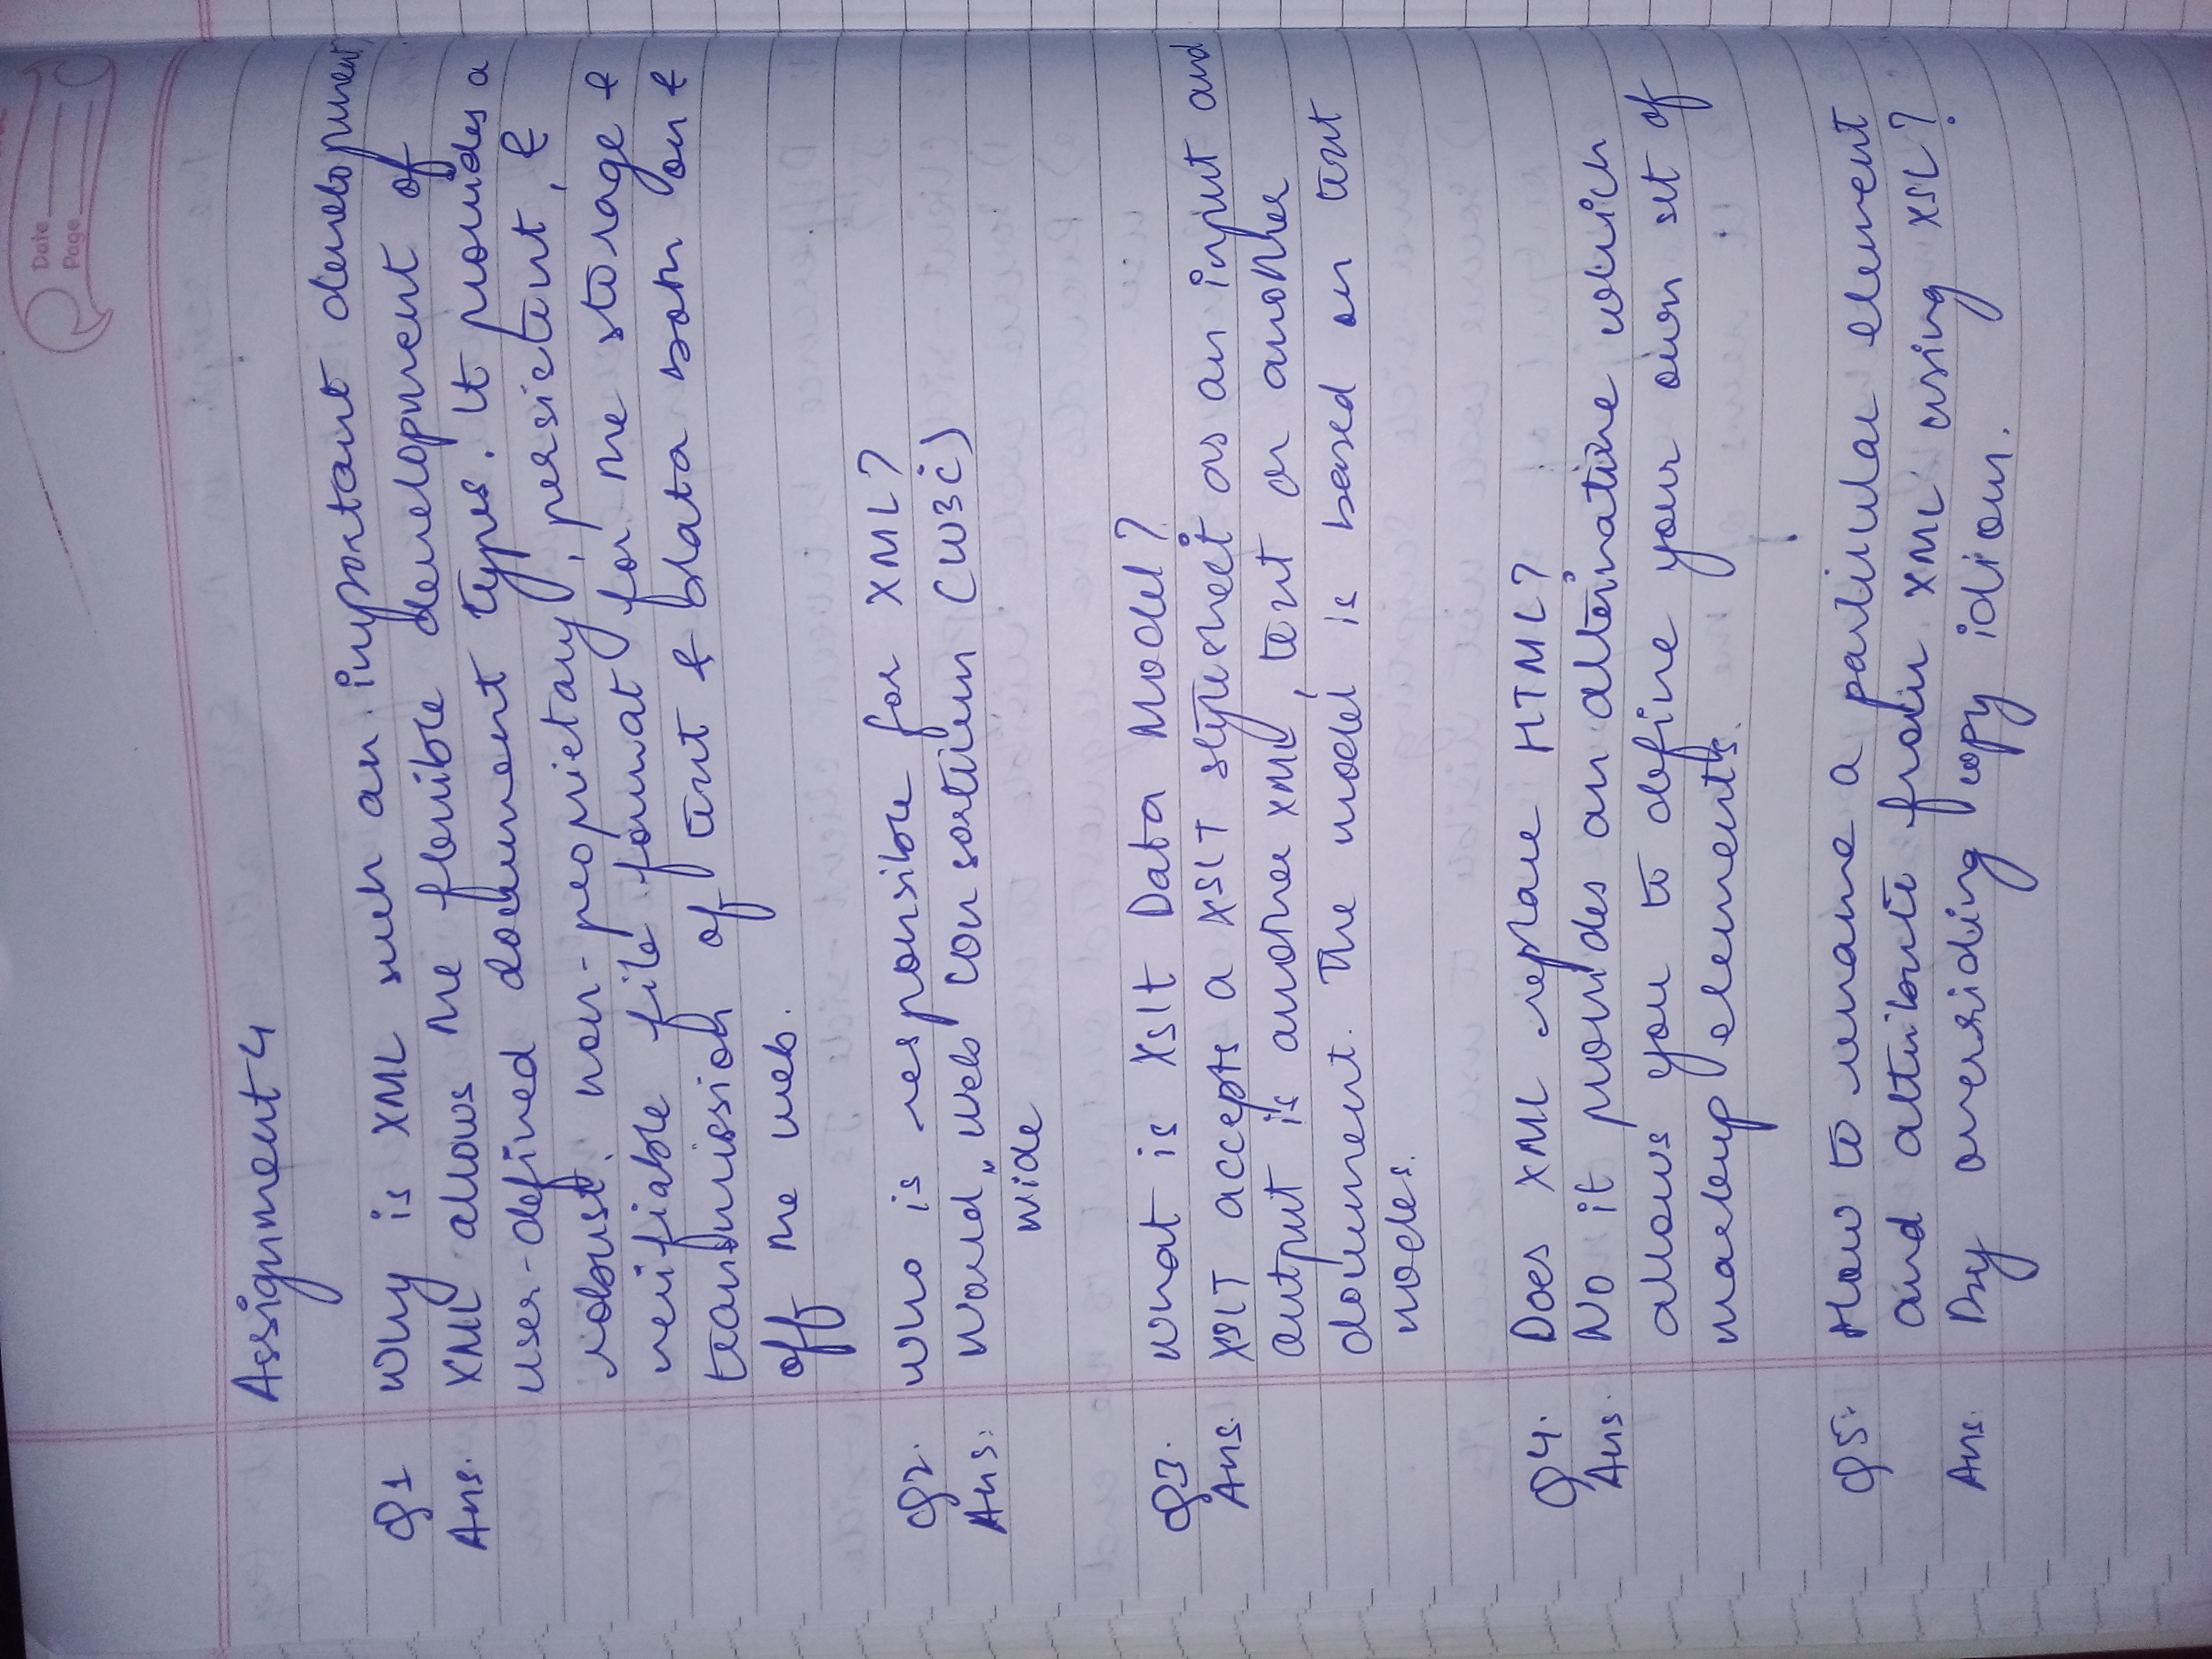 Date
Page
Assignment 4
Q1 Why is XML such an important development,
Ans. XML allows the flexible development of
user-defined document types. It provides a
robust, non-proprietary, persistent, &
verifiable file format for the storage &
transmission of text & data both on &
off the web.
Q2. Who is responsible for XML?
Ans: World wide Web Consortium (W3C)
Q3. What is Xslt Data Model?
Ans. XSLT accepts a XSLT stylesheet as an input and
output is another XML, text or another
document. The model is based on text
nodes.
Q4. Does XML replace HTML?
Ans. No it provides an alternative which
allows you to define your own set of
markup elements.
Q5. How to rename a particular element
and attribute from XML using XSL?
Ans. By overriding copy idiom.